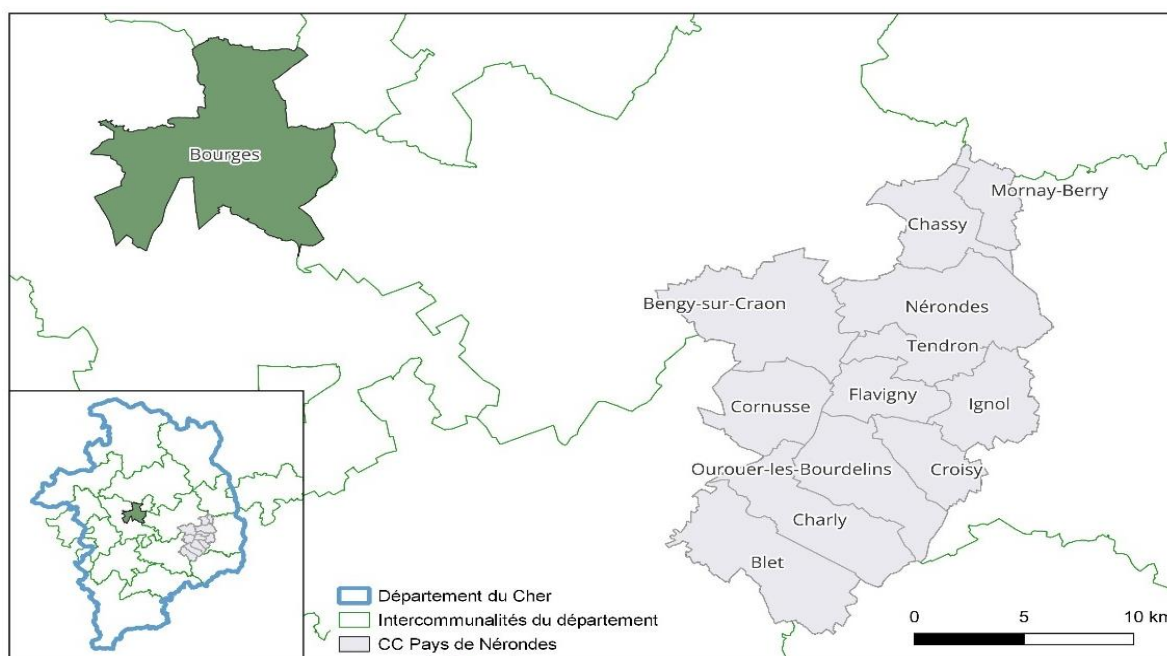 Bourges
Mornay-Berry
Chassy
Bengy-sur-Craon
Nérondes
Tendron
Flavigny
Ignol
Cornusse
Ourouer-les-Bourdelins
Croisy
Charly
Blet
Département du Cher
Intercommunalités du département
CC Pays de Nérondes
0 5 10 km